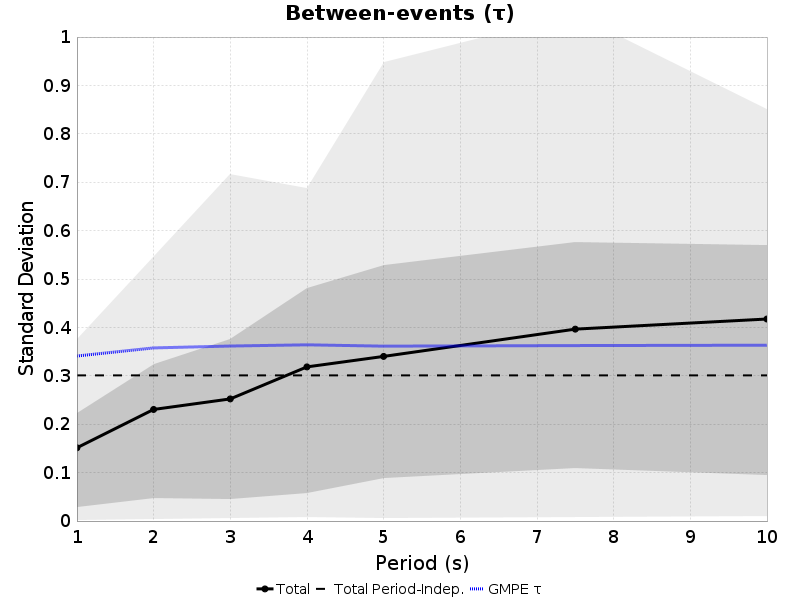 Between-events (τ)
Standard Deviation
1
0.9
0.8
0.7
0.6
0.5
0.4
0.3
0.2
0.1
0
1 2 3 4 5 6 7 8 9 10
Period (s)
Total Total Period-Indep. GMPE τ